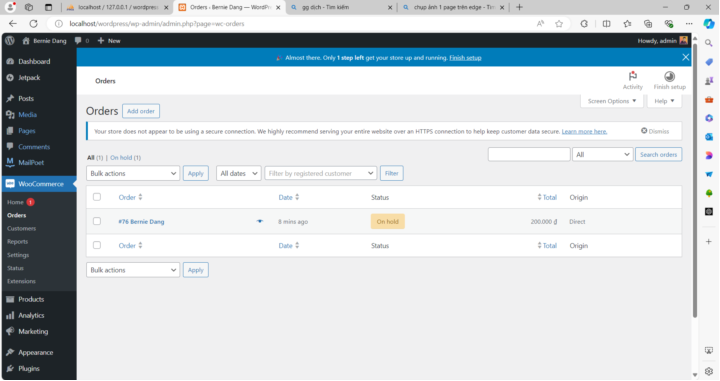 localhost / 127.0.0.1 / wordpress
Orders ‹ Bernie Dang — WordPr
gg dịch - Tìm kiếm
chụp ảnh 1 page trên edge - Tìm
localhost/wordpress/wp-admin/admin.php?page=wc-orders
Bernie Dang
0
New
Howdy, admin
Almost there. Only 1 step left get your store up and running. Finish setup
Dashboard
Jetpack
Posts
Media
Pages
Comments
MailPoet
WooCommerce
Home 1
Orders
Customers
Reports
Settings
Status
Extensions
Products
Analytics
Marketing
Appearance
Plugins
Orders
Activity
Finish setup
Screen Options
Help
Orders
Add order
Your store does not appear to be using a secure connection. We highly recommend serving your entire website over an HTTPS connection to help keep customer data secure. Learn more here.
Dismiss
All (1) | On hold (1)
All
Search orders
Bulk actions
Apply
All dates
Filter by registered customer
Filter
Order Date Status Total Origin
#76 Bernie Dang 8 mins ago On hold 200.000 ₫ Direct
Order Date Status Total Origin
Bulk actions
Apply